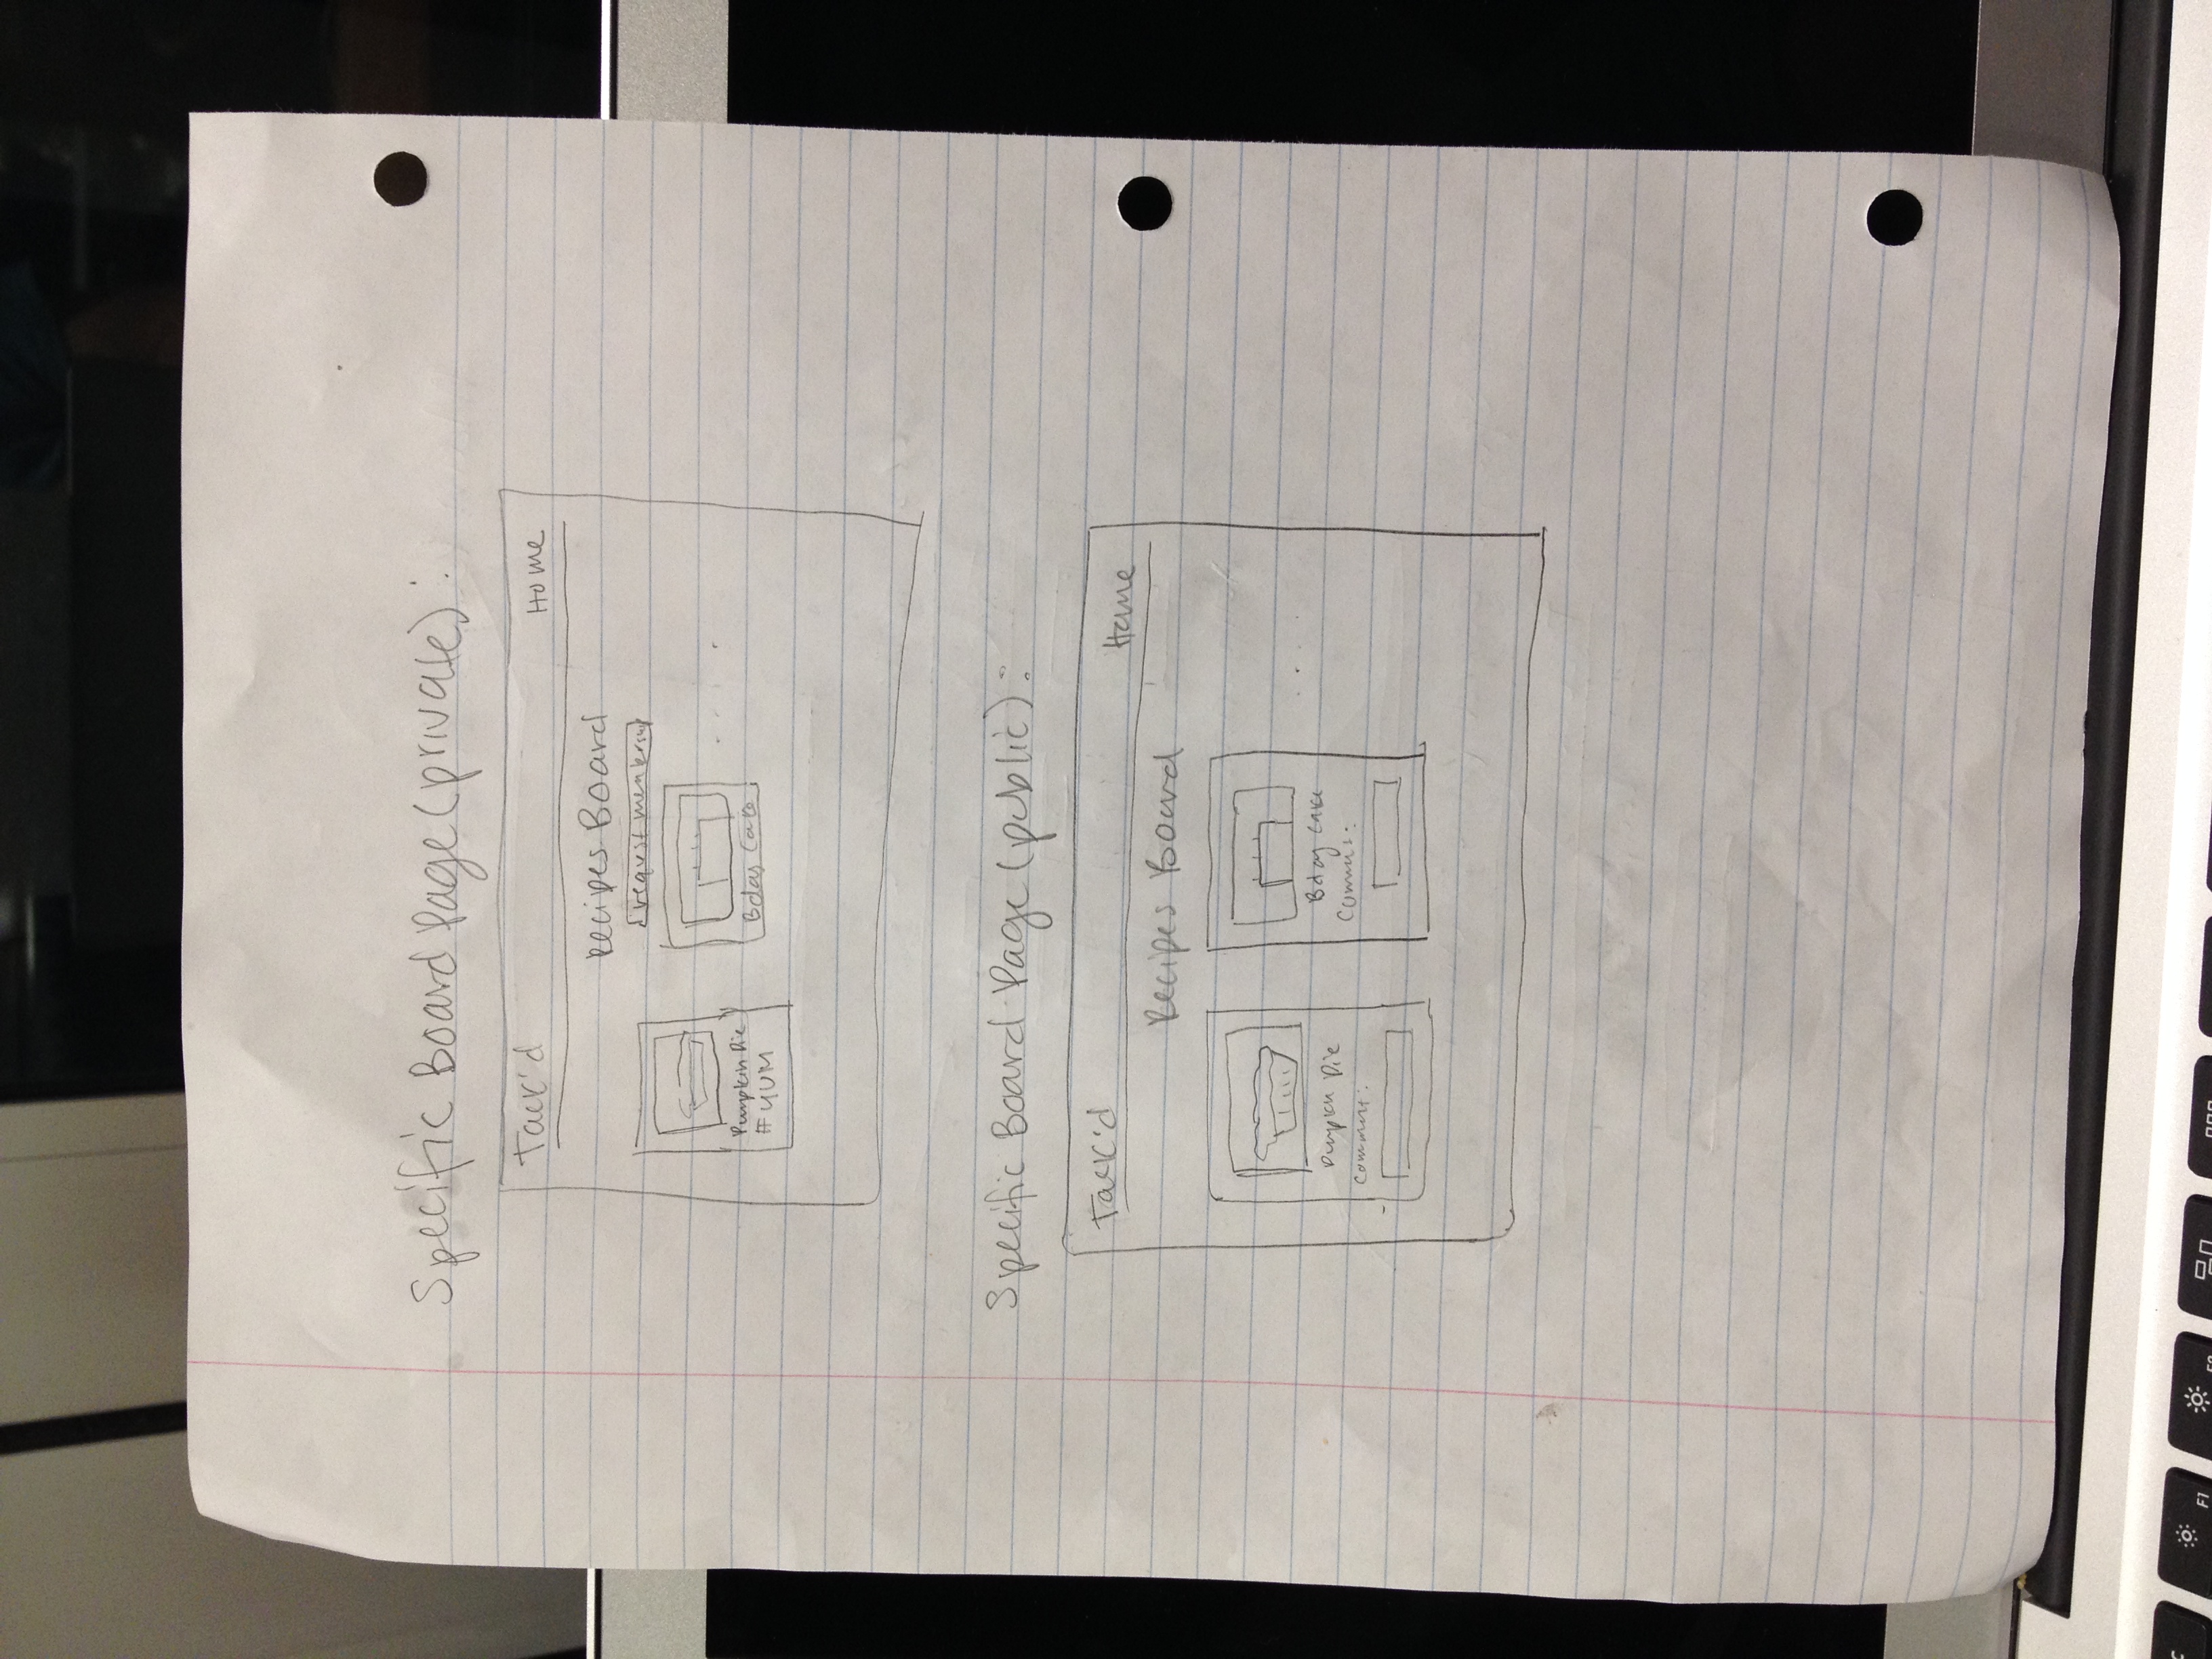 Specific Board Page (private):
Tack'd Home
Recipes Board
request membership
Pumpkin Pie
#YUM
Bday Cake
. . . . .
Specific Board Page (public):
Tack'd Home
Recipes Board
Pumpkin Pie
Comment:
Bday Cake
Comment:
. . . . .
F1
F2